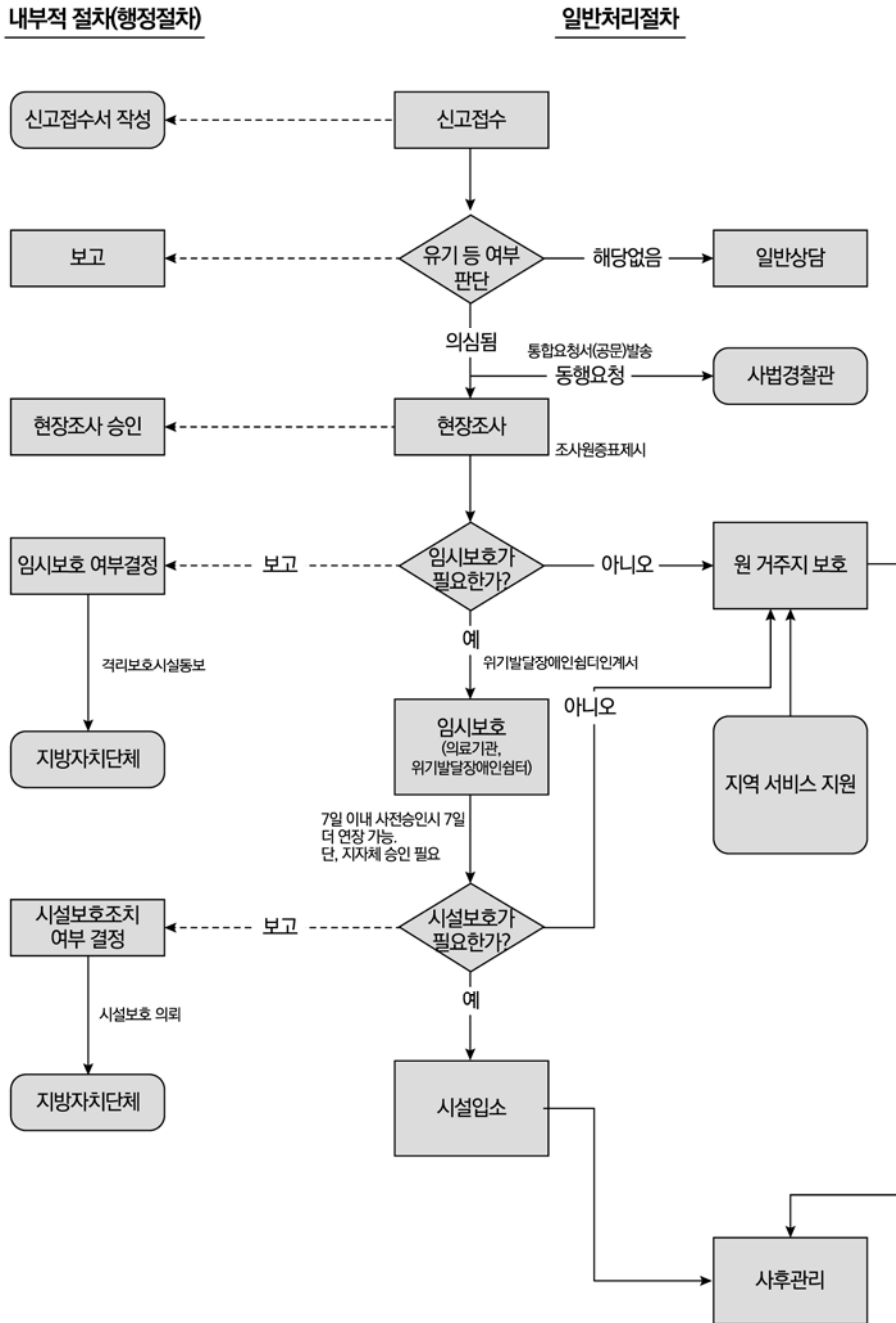 내부적 절차(행정절차)
일반처리절차
신고접수서 작성
신고접수
보고
유기 등 여부
판단
해당없음
일반상담
의심됨
통합요청서(공문)발송
동행요청
사법경찰관
현장조사 승인
현장조사
조사원증표제시
임시보호 여부결정
보고
임시보호가
필요한가?
아니오
원 거주지 보호
예
격리보호시실통보
위기발달장애인쉼디인계서
아니오
임시보호
(의료기관,
위기발달장애인쉼터)
지방자치단체
지역 서비스 지원
7일 이내 사전승인시 7일
더 연장 가능.
단, 지자체 승인 필요
시설보호조치
여부 결정
보고
시설보호가
필요한가?
예
시설보호 의뢰
지방자치단체
시설입소
사후관리